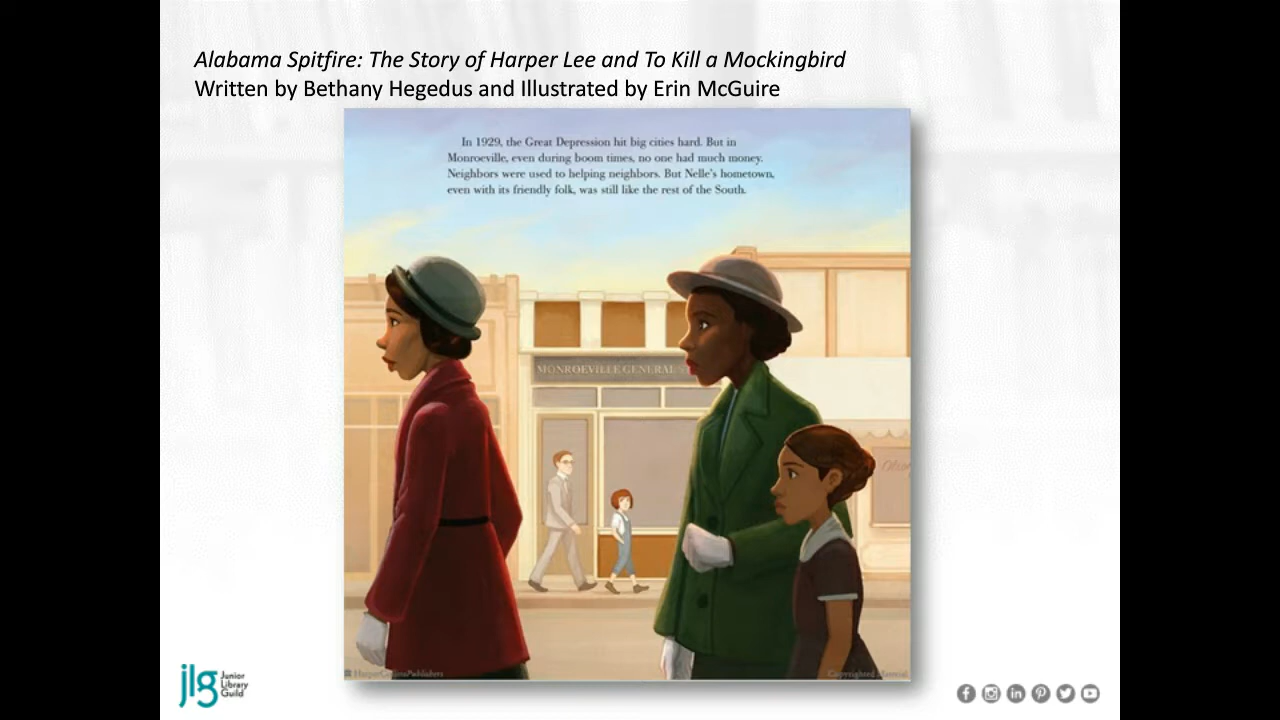 Alabama Spitfire: The Story of Harper Lee and To Kill a Mockingbird
Written by Bethany Hegedus and Illustrated by Erin McGuire
In 1929, the Great Depression hit big cities hard. But in
Monroeville, even during boom times, no one had much money.
Neighbors were used to helping neighbors. But Nelle's hometown,
even with its friendly folk, was still like the rest of the South.
MONROEVILLE GENERAL
HarperCollinsPublishers
Copyrighted Material
jlg
Junior
Library
Guild